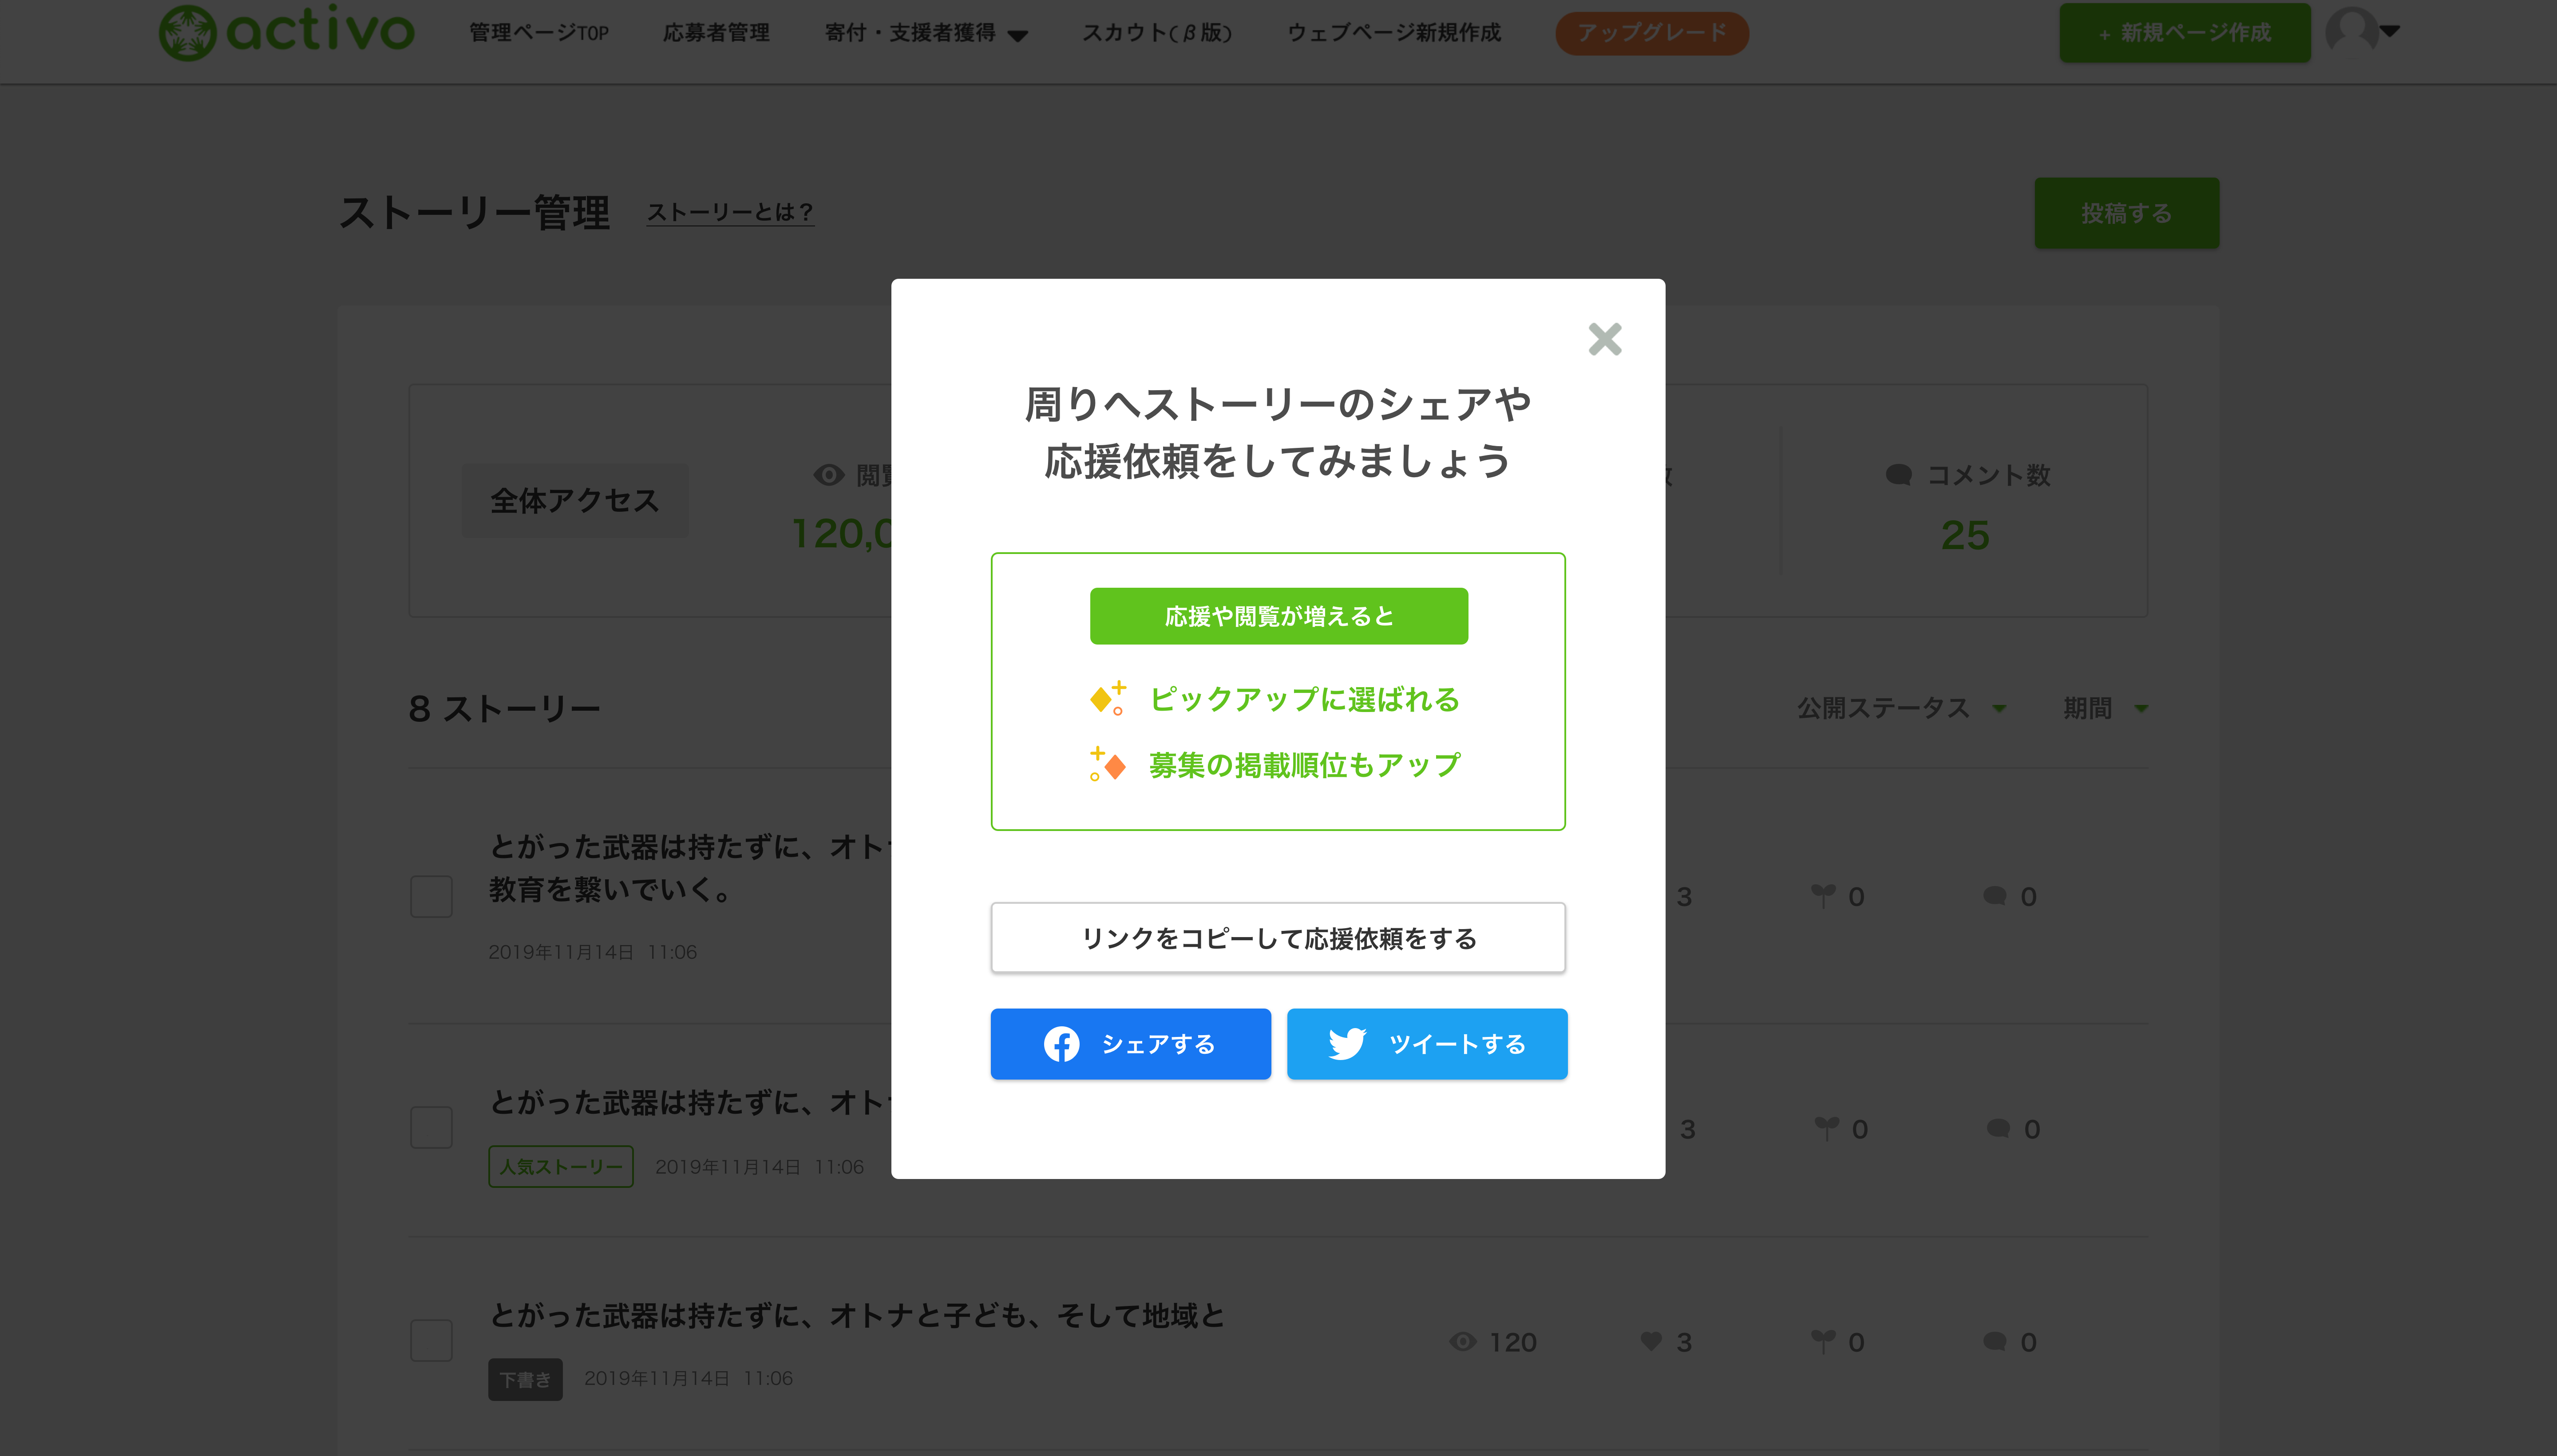 activo
管理ページTOP
応募者管理
寄付・支援者獲得
スカウト(β版)
ウェブページ新規作成
アップグレード
+ 新規ページ作成
ストーリー管理
ストーリーとは？
投稿する
周りへストーリーのシェアや
応援依頼をしてみましょう
全体アクセス
120,0
コメント数
25
応援や閲覧が増えると
ピックアップに選ばれる
募集の掲載順位もアップ
8 ストーリー
公開ステータス
期間
とがった武器は持たずに、オト
教育を繋いでいく。
2019年11月14日 11:06
3
0
0
リンクをコピーして応援依頼をする
シェアする
ツイートする
とがった武器は持たずに、オト
人気ストーリー
2019年11月14日 11:06
3
0
0
とがった武器は持たずに、オトナと子ども、そして地域と
下書き
2019年11月14日 11:06
120
3
0
0